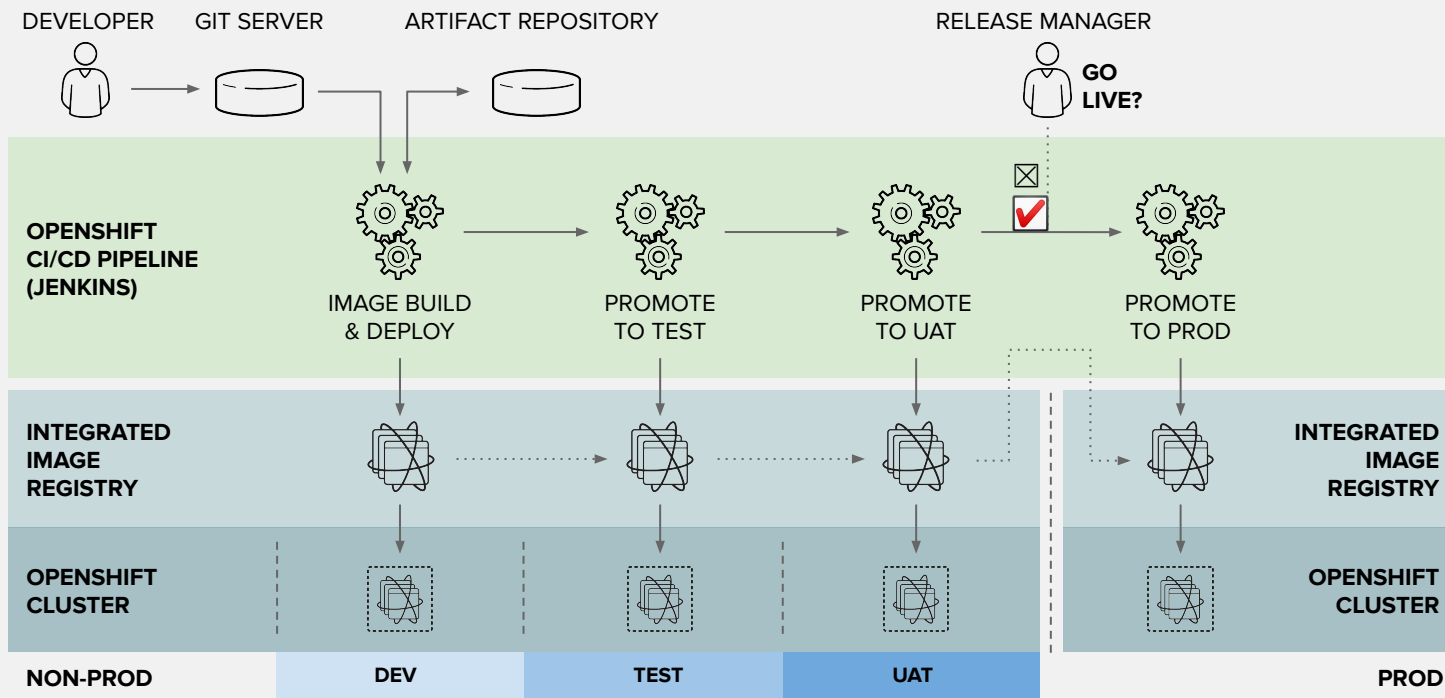 DEVELOPER
GIT SERVER
ARTIFACT REPOSITORY
RELEASE MANAGER
GO
LIVE?
OPENSHIFT
CI/CD PIPELINE
(JENKINS)
IMAGE BUILD
& DEPLOY
PROMOTE
TO TEST
PROMOTE
TO UAT
PROMOTE
TO PROD
INTEGRATED
IMAGE
REGISTRY
INTEGRATED
IMAGE
REGISTRY
OPENSHIFT
CLUSTER
OPENSHIFT
CLUSTER
NON-PROD
DEV
TEST
UAT
PROD